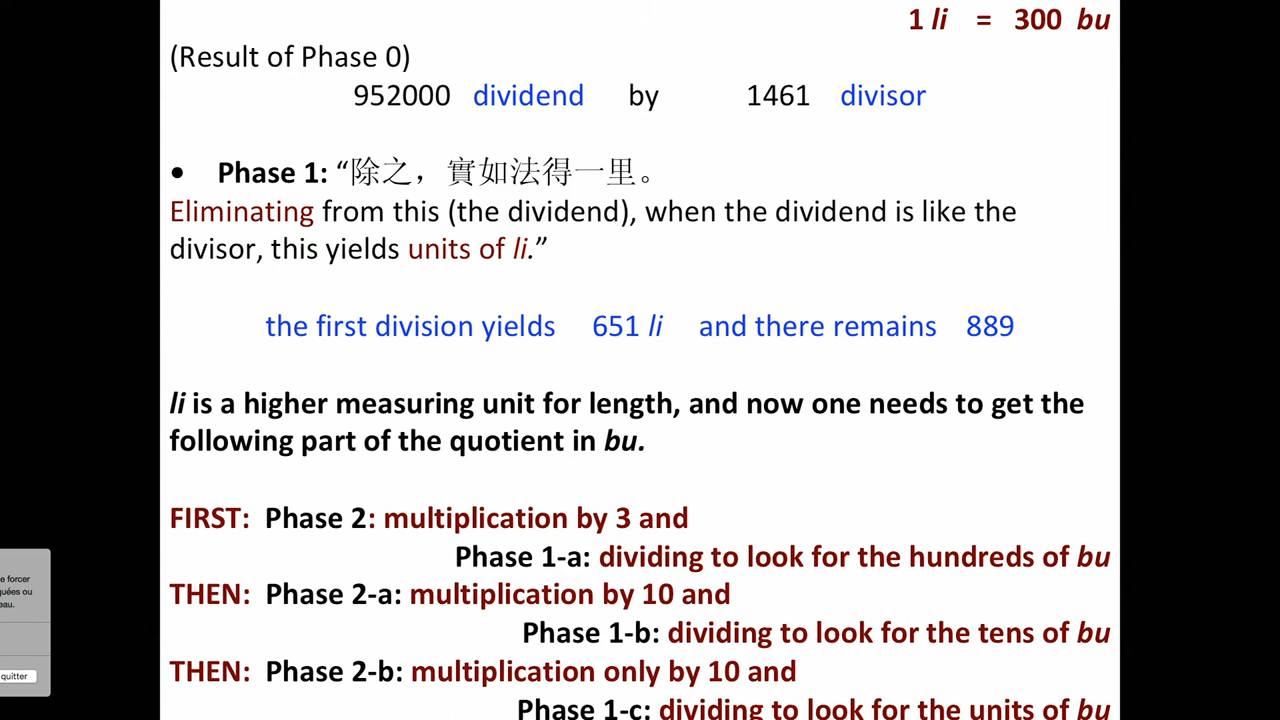 1 li = 300 bu
(Result of Phase 0)
952000 dividend by 1461 divisor
• Phase 1: “除之，實如法得一里。
Eliminating from this (the dividend), when the dividend is like the
divisor, this yields units of li.”
the first division yields 651 li and there remains 889
li is a higher measuring unit for length, and now one needs to get the
following part of the quotient in bu.
FIRST: Phase 2: multiplication by 3 and
Phase 1-a: dividing to look for the hundreds of bu
THEN: Phase 2-a: multiplication by 10 and
Phase 1-b: dividing to look for the tens of bu
THEN: Phase 2-b: multiplication only by 10 and
Phase 1-c: dividing to look for the units of bu
e forcer
quées ou
eau.
quitter